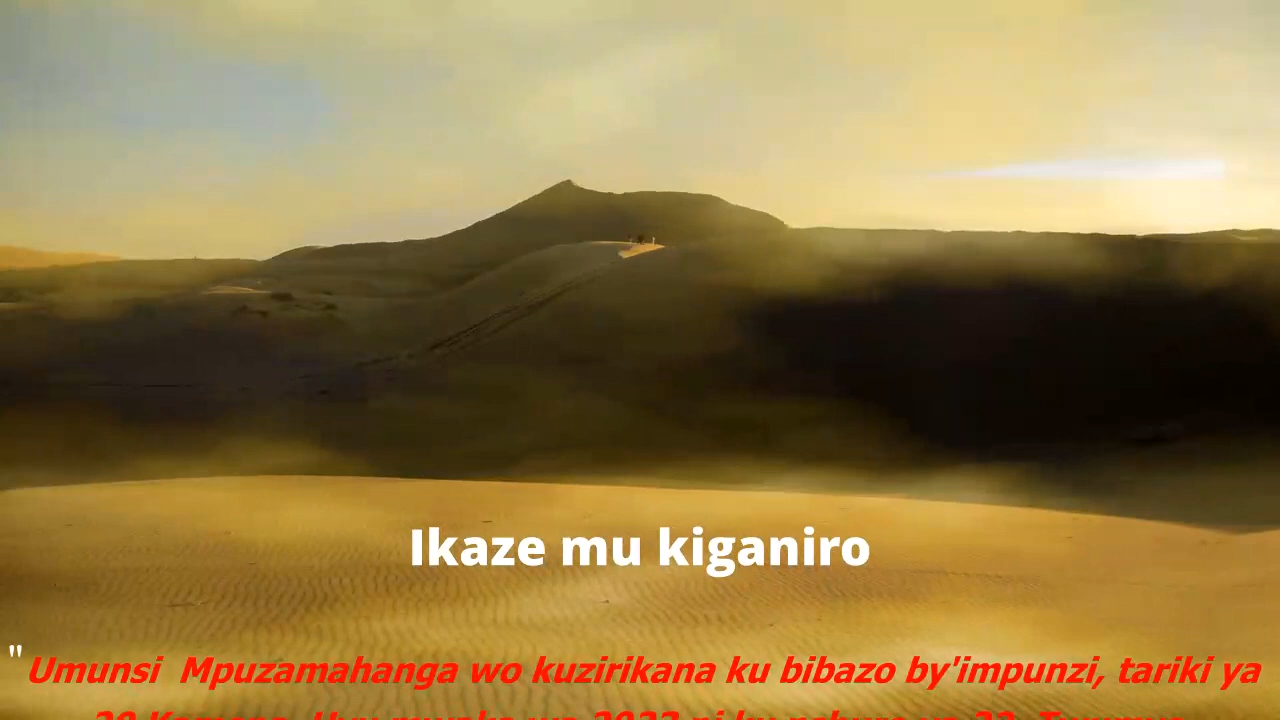 Ikaze mu kiganiro
" Umunsi Mpuzamahanga wo kuzirikana ku bibazo by'impunzi, tariki ya